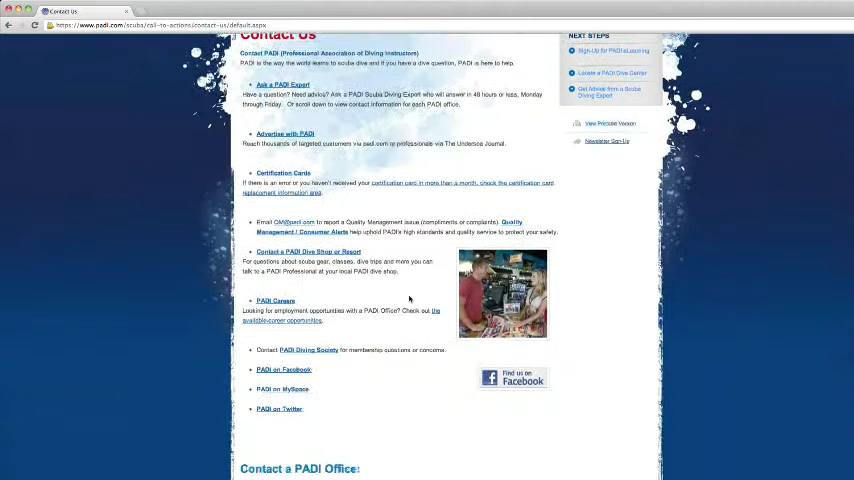 Contact Us
https://www.padi.com/scuba/call-to-actions/contact-us/default.aspx
Contact Us
Contact PADI (Professional Association of Diving Instructors)
PADI is the way the world learns to scuba dive and if you have a dive question, PADI is here to help.
Ask a PADI Expert
Have a question? Need advice? Ask a PADI Scuba Diving Expert who will answer in 48 hours or less, Monday
through Friday. Or scroll down to view contact information for each PADI office.
Advertise with PADI
Reach thousands of targeted customers via padi.com or professionals via The Undersea Journal.
Certification Cards
If there is an error or you haven't received your certification card in more than a month, check the certification card
replacement information area.
Email QM@padi.com to report a Quality Management issue (compliments or complaints). Quality
Management / Consumer Alerts help uphold PADI's high standards and quality service to protect your safety.
Contact a PADI Dive Shop or Resort
For questions about scuba gear, classes, dive trips and more you can
talk to a PADI Professional at your local PADI dive shop.
PADI Careers
Looking for employment opportunities with a PADI Office? Check out the
available career opportunities.
Contact PADI Diving Society for membership questions or concerns.
PADI on Facebook
PADI on MySpace
PADI on Twitter
Find us on
Facebook
Contact a PADI Office:
NEXT STEPS
Sign-Up for PADI eLearning
Locate a PADI Dive Center
Get Advice from a Scuba
Diving Expert
View Printable Version
Newsletter Sign-Up